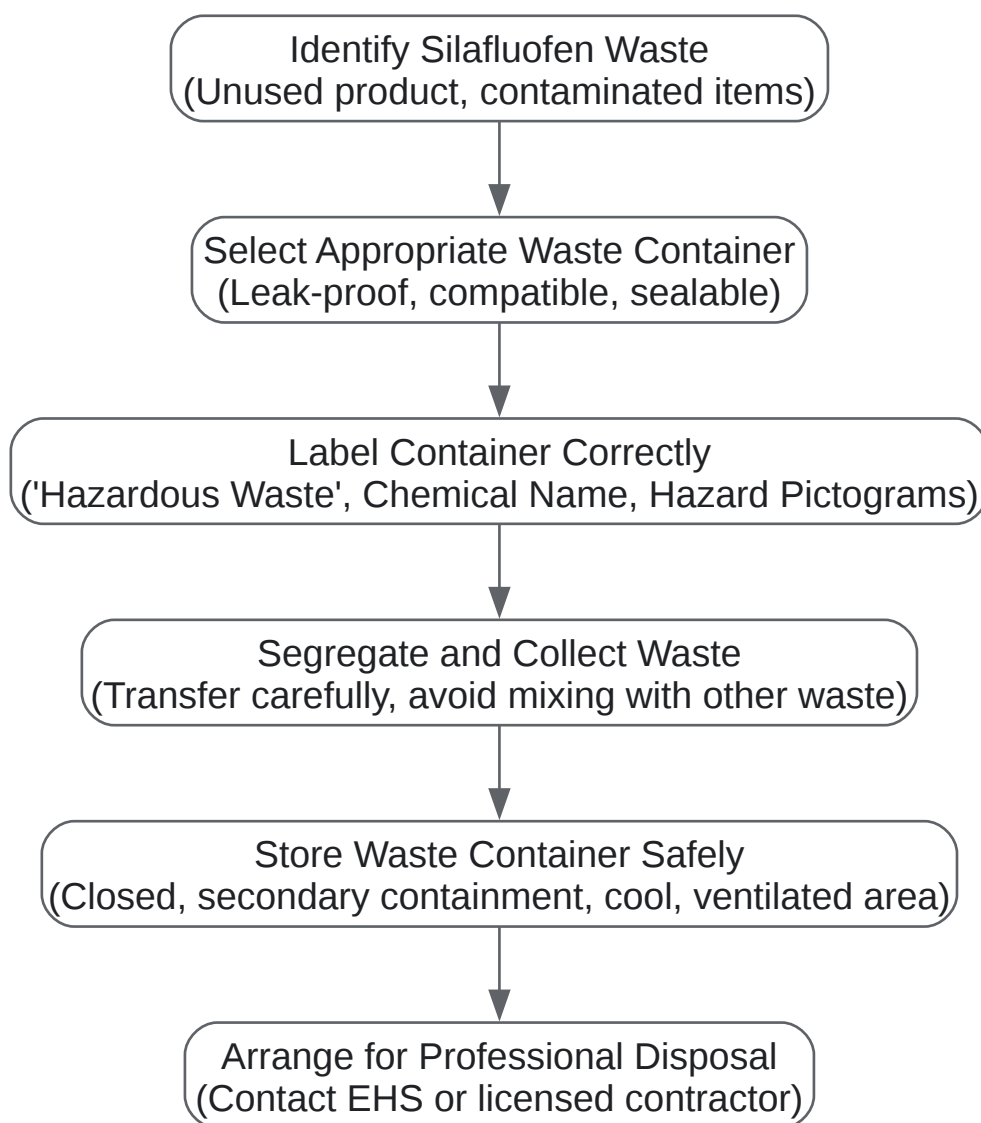 Identify Silafluofen Waste
(Unused product, contaminated items)
Select Appropriate Waste Container
(Leak-proof, compatible, sealable)
Label Container Correctly
('Hazardous Waste', Chemical Name, Hazard Pictograms)
Segregate and Collect Waste
(Transfer carefully, avoid mixing with other waste)
Store Waste Container Safely
(Closed, secondary containment, cool, ventilated area)
Arrange for Professional Disposal
(Contact EHS or licensed contractor)